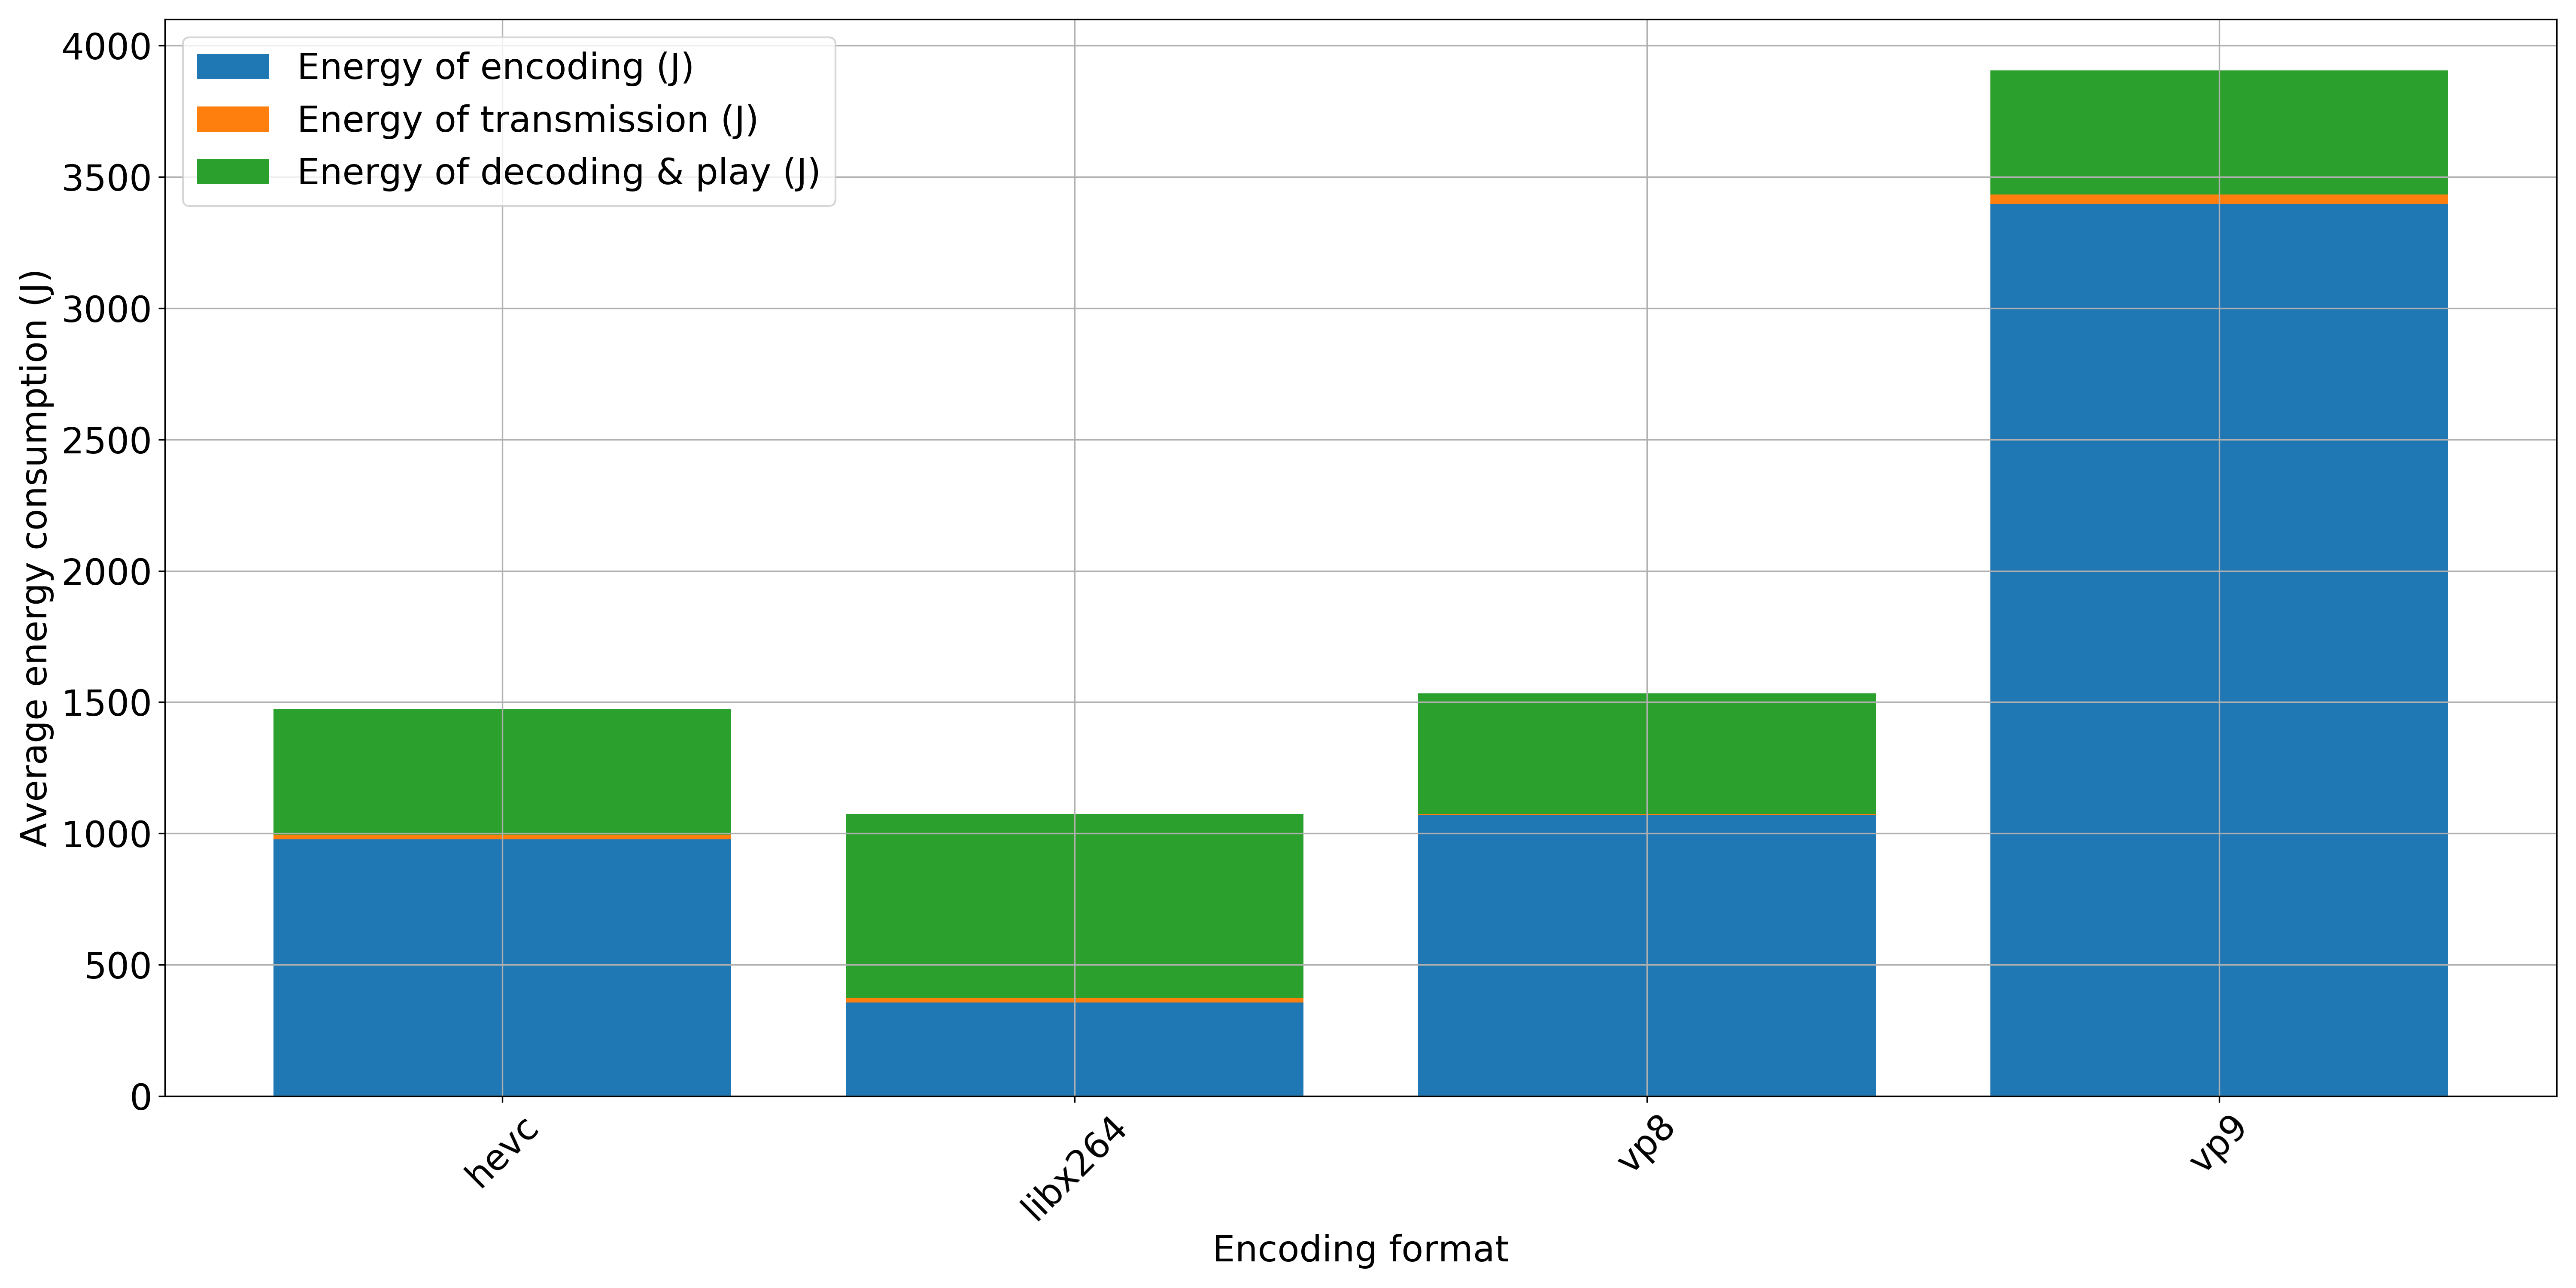 4000
3500
3000
2500
2000
1500
1000
500
0
Average energy consumption (J)
Energy of encoding (J)
Energy of transmission (J)
Energy of decoding & play (J)
hevc
libx264
vp8
vp9
Encoding format